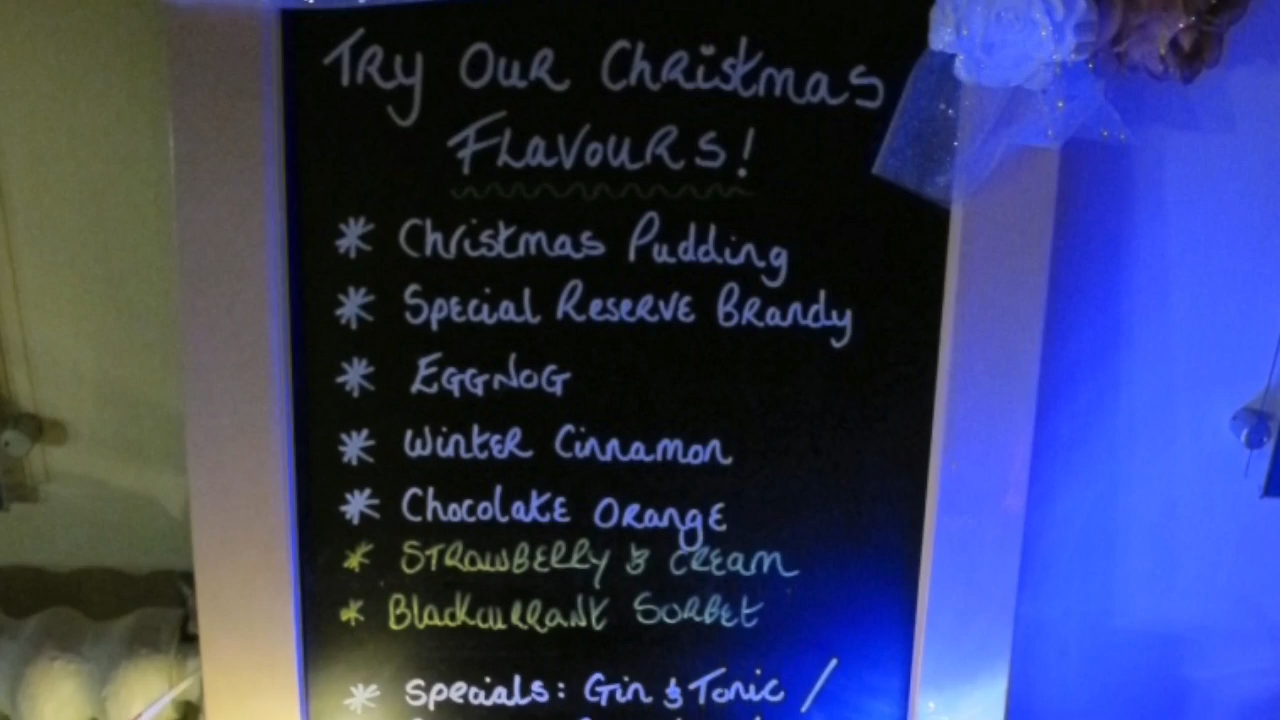 Try Our Christmas
Flavours!
* Christmas Pudding
* Special Reserve Brandy
* Eggnog
* Winter Cinnamon
* Chocolate Orange
* Strawberry & Cream
* Blackcurrant Sorbet
* Specials: Gin & Tonic /